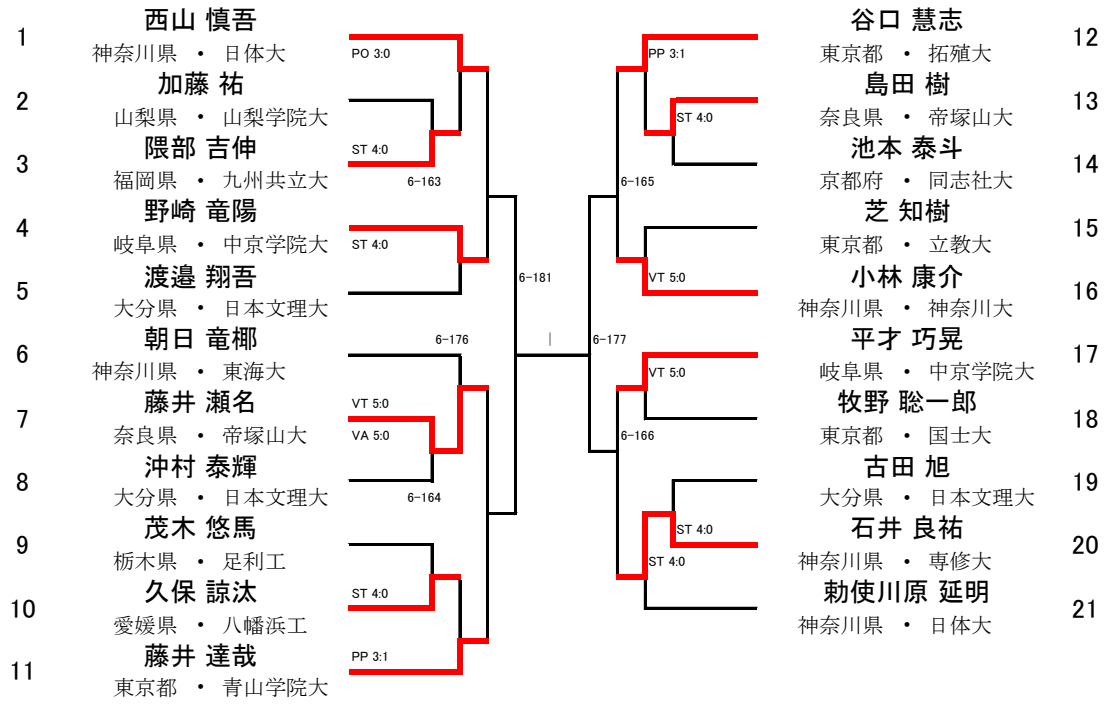 1
西山 慎吾
神奈川県 ・ 日体大
PO 3:0
2
加藤 祐
山梨県 ・ 山梨学院大
3
隈部 吉伸
福岡県 ・ 九州共立大
ST 4:0
6-163
4
野崎 竜陽
岐阜県 ・ 中京学院大
ST 4:0
5
渡邉 翔吾
大分県 ・ 日本文理大
6-181
6
朝日 竜椰
神奈川県 ・ 東海大
6-176
7
藤井 瀬名
奈良県 ・ 帝塚山大
VT 5:0
VA 5:0
8
沖村 泰輝
大分県 ・ 日本文理大
6-164
9
茂木 悠馬
栃木県 ・ 足利工
10
久保 諒汰
愛媛県 ・ 八幡浜工
ST 4:0
11
藤井 達哉
東京都 ・ 青山学院大
PP 3:1
谷口 慧志
東京都 ・ 拓殖大
12
PP 3:1
島田 樹
奈良県 ・ 帝塚山大
13
ST 4:0
池本 泰斗
京都府 ・ 同志社大
14
6-165
芝 知樹
東京都 ・ 立教大
15
小林 康介
神奈川県 ・ 神奈川大
16
VT 5:0
6-177
平才 巧晃
岐阜県 ・ 中京学院大
17
VT 5:0
牧野 聡一郎
東京都 ・ 国士大
18
6-166
古田 旭
大分県 ・ 日本文理大
19
石井 良祐
神奈川県 ・ 専修大
20
ST 4:0
ST 4:0
勅使川原 延明
神奈川県 ・ 日体大
21